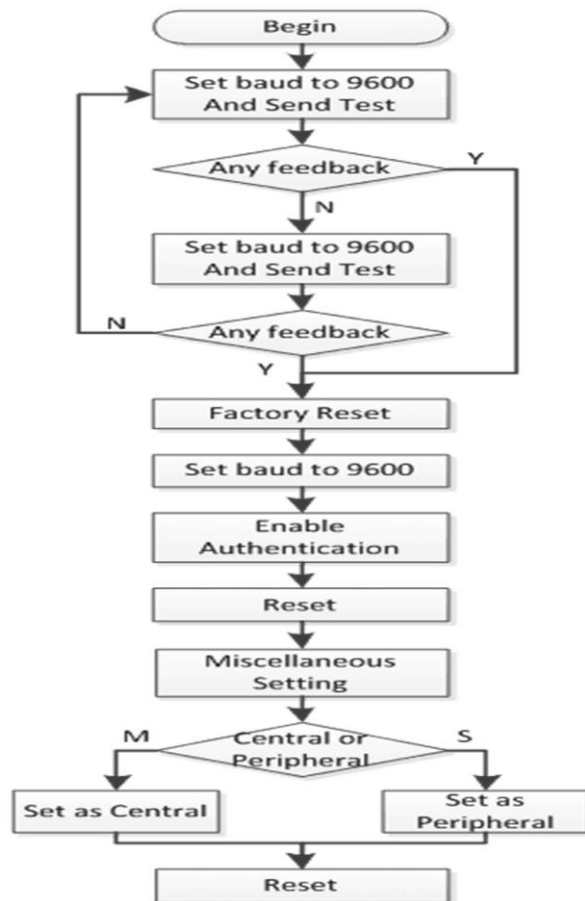 Begin
Set baud to 9600
And Send Test
Any feedback
Y
N
Set baud to 9600
And Send Test
Any feedback
N
Y
Factory Reset
Set baud to 9600
Enable
Authentication
Reset
Miscellaneous
Setting
M
Central or
Peripheral
S
Set as Central
Set as
Peripheral
Reset